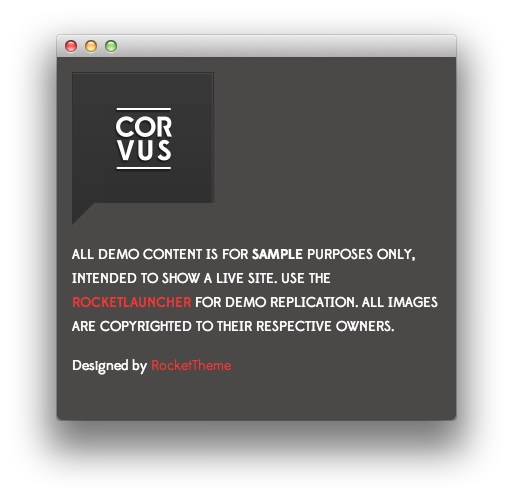 COR
VUS
ALL DEMO CONTENT IS FOR SAMPLE PURPOSES ONLY,
INTENDED TO SHOW A LIVE SITE. USE THE
ROCKETLAUNCHER FOR DEMO REPLICATION. ALL IMAGES
ARE COPYRIGHTED TO THEIR RESPECTIVE OWNERS.
Designed by RocketTheme